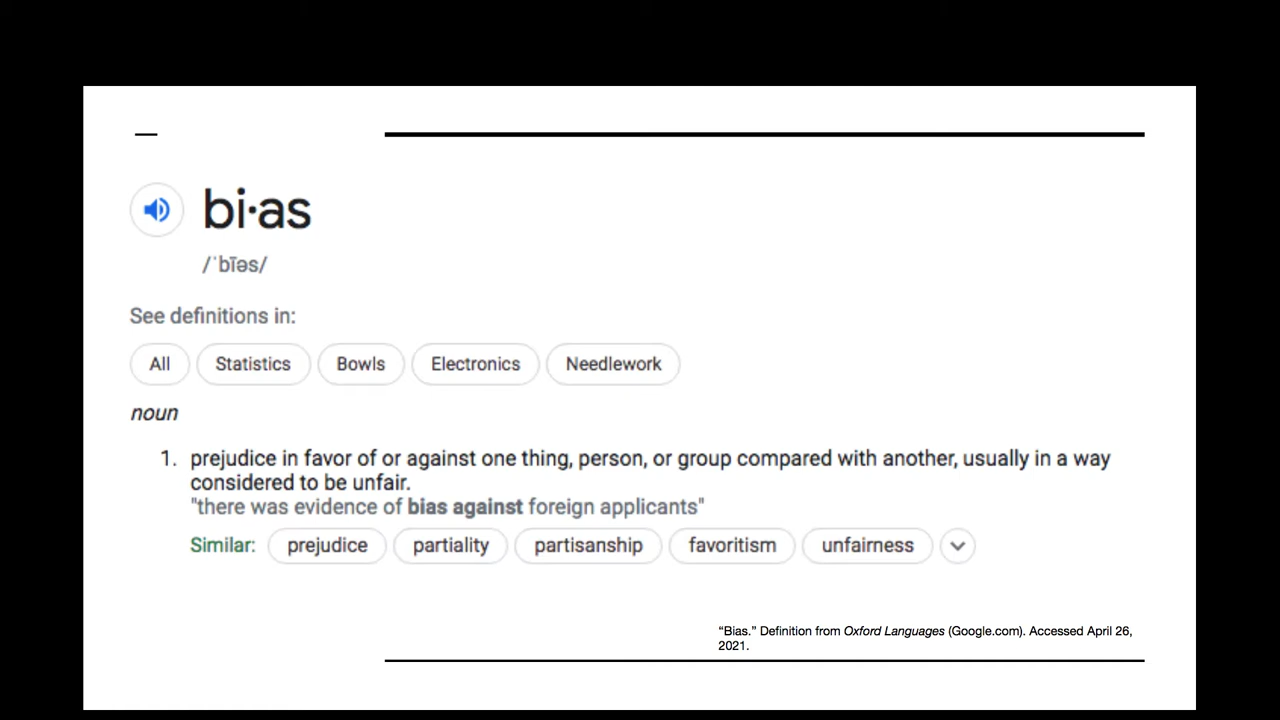 bi·as
/ˈbīəs/
See definitions in:
All Statistics Bowls Electronics Needlework
noun
1. prejudice in favor of or against one thing, person, or group compared with another, usually in a way
considered to be unfair.
"there was evidence of bias against foreign applicants"
Similar: prejudice partiality partisanship favoritism unfairness
“Bias.” Definition from Oxford Languages (Google.com). Accessed April 26,
2021.